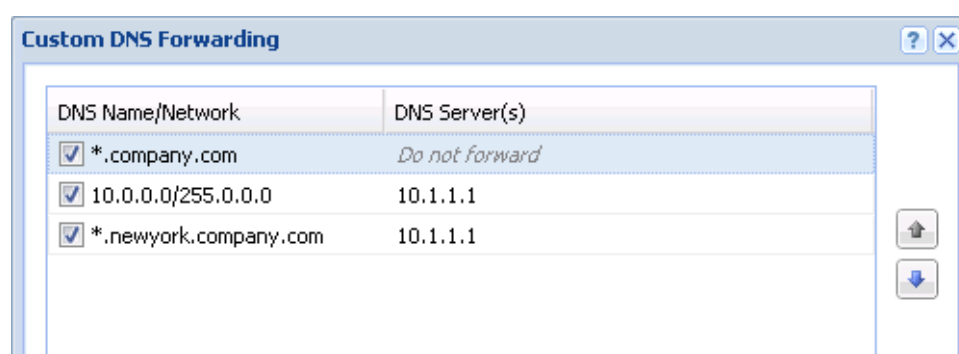 Custom DNS Forwarding
DNS Name/Network DNS Server(s)
*.company.com Do not forward
10.0.0.0/255.0.0.0 10.1.1.1
*.newyork.company.com 10.1.1.1